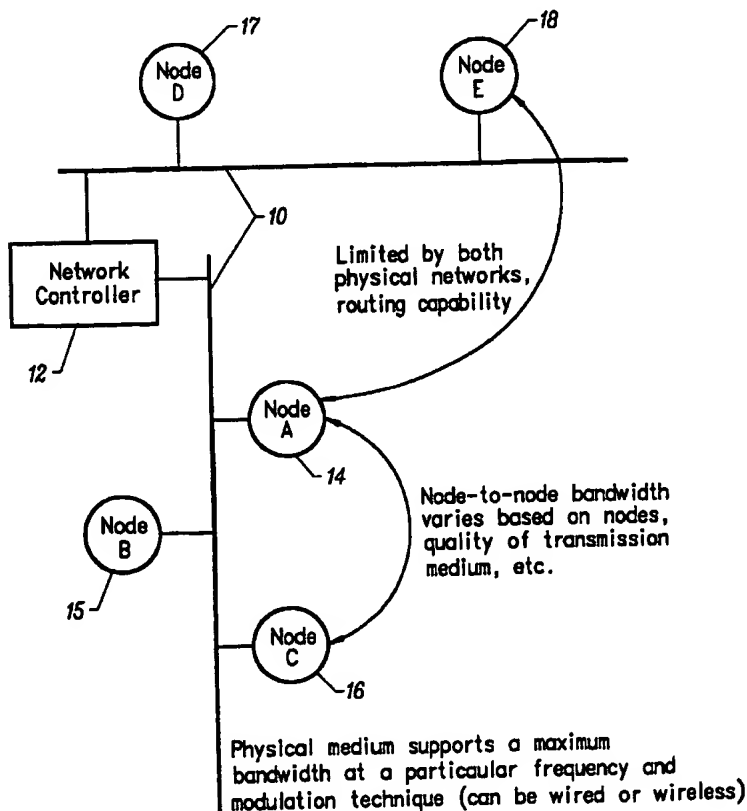 17
18
Node
D
Node
E
10
Network
Controller
12
Limited by both
physical networks,
routing capability
Node
A
14
Node-to-node bandwidth
varies based on nodes,
quality of transmission
medium, etc.
Node
B
15
Node
C
16
Physical medium supports a maximum
bandwidth at a particaular frequency and
modulation technique (can be wired or wireless)